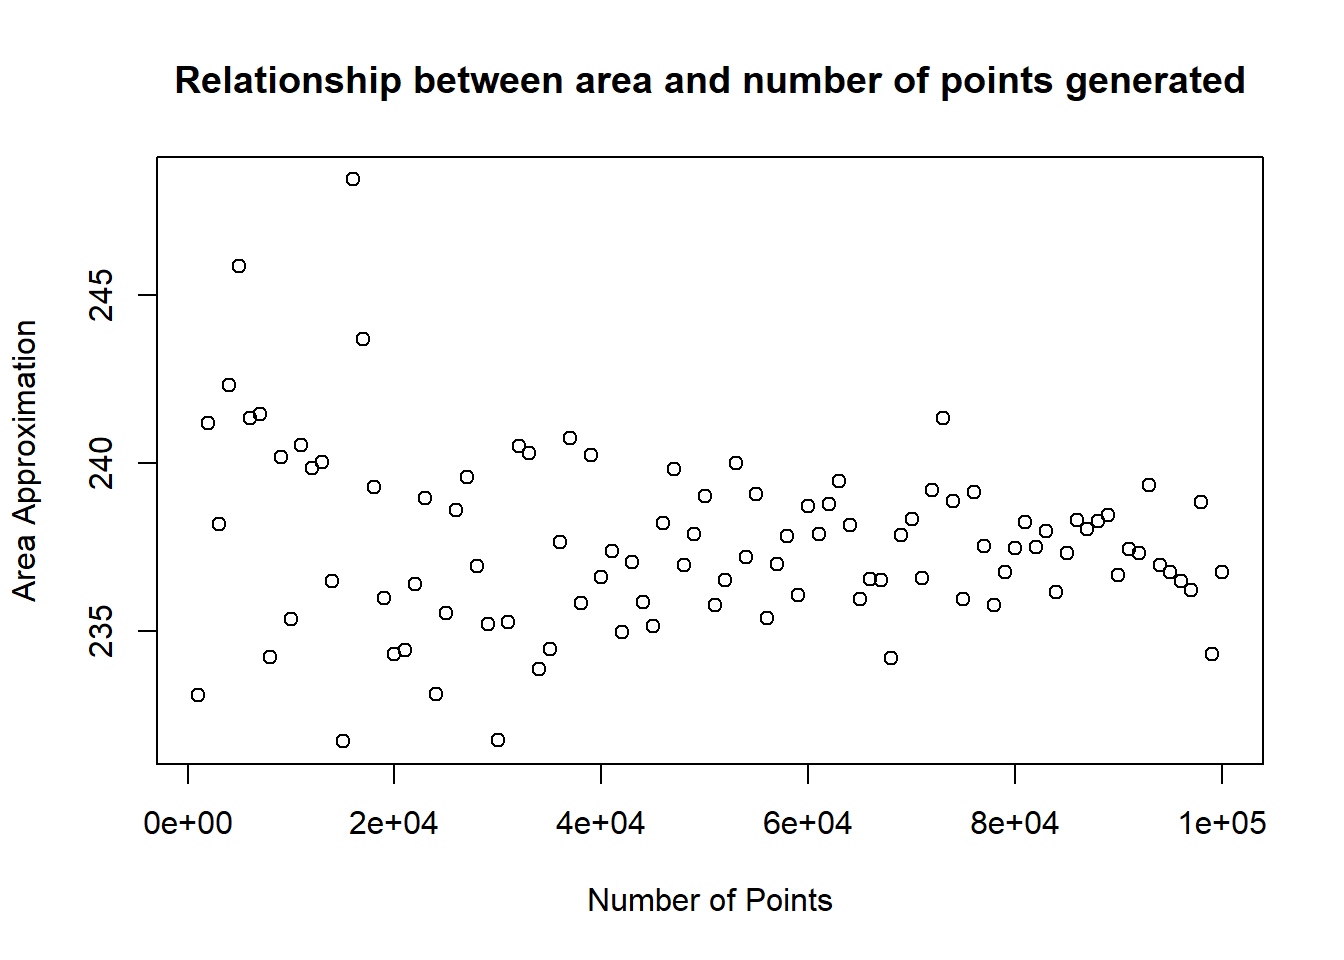 Relationship between area and number of points generated
Area Approximation
245
240
235
0e+00 2e+04 4e+04 6e+04 8e+04 1e+05
Number of Points